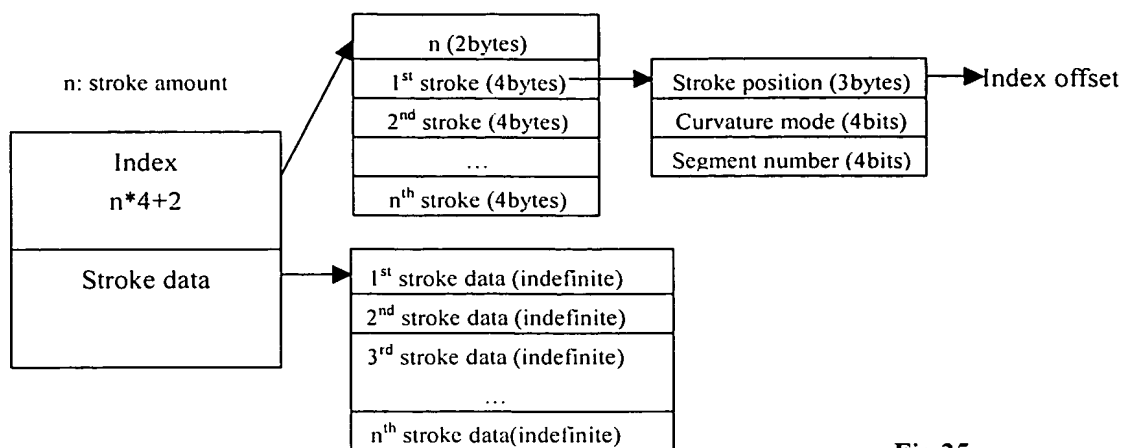 n: stroke amount
Index
n*4+2
Stroke data
n (2bytes)
1st stroke (4bytes)
2nd stroke (4bytes)
...
nth stroke (4bytes)
Stroke position (3bytes)
Curvature mode (4bits)
Segment number (4bits)
Index offset
1st stroke data (indefinite)
2nd stroke data (indefinite)
3rd stroke data (indefinite)
...
nth stroke data(indefinite)